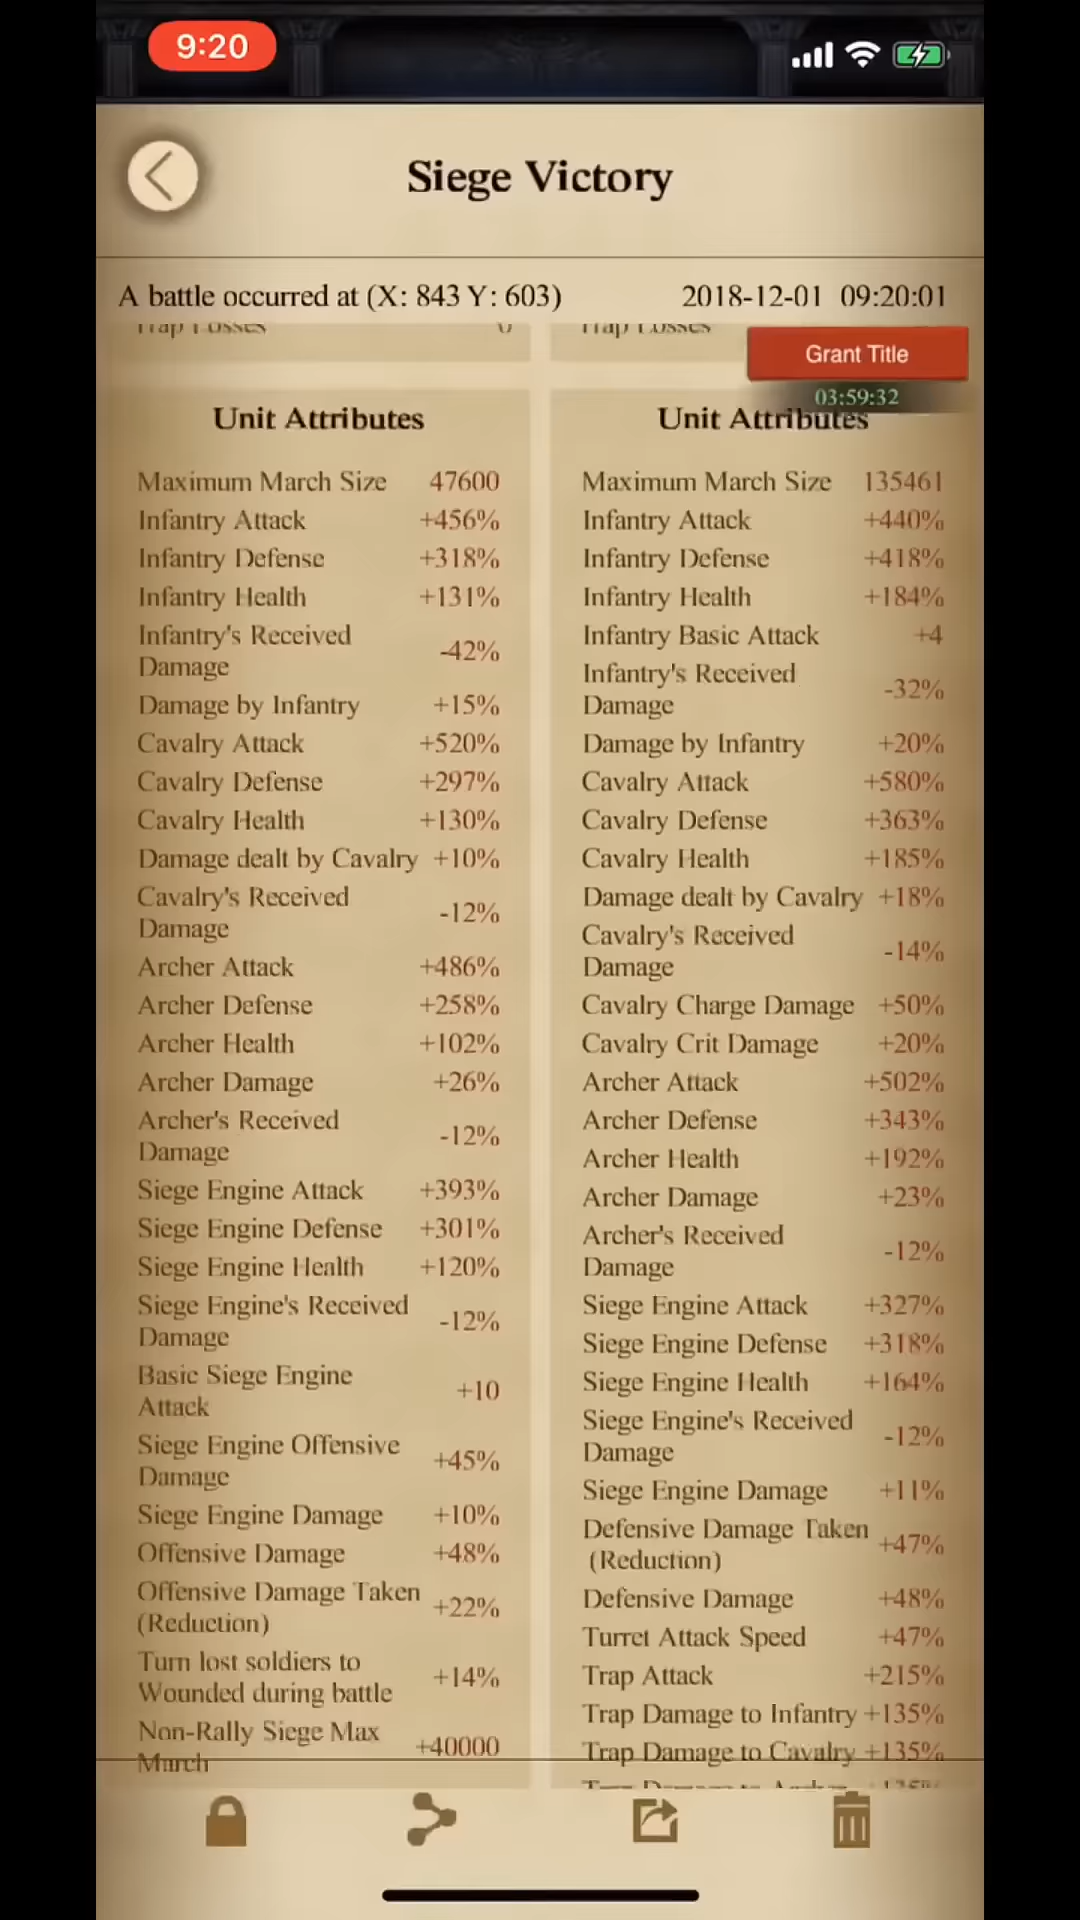 9:20
Siege Victory
A battle occurred at (X: 843 Y: 603) 2018-12-01 09:20:01
Trap Losses 0
Trap Losses
Grant Title
03:59:32
Unit Attributes
Maximum March Size 47600
Infantry Attack +456%
Infantry Defense +318%
Infantry Health +131%
Infantry's Received
Damage -42%
Damage by Infantry +15%
Cavalry Attack +520%
Cavalry Defense +297%
Cavalry Health +130%
Damage dealt by Cavalry +10%
Cavalry's Received
Damage -12%
Archer Attack +486%
Archer Defense +258%
Archer Health +102%
Archer Damage +26%
Archer's Received
Damage -12%
Siege Engine Attack +393%
Siege Engine Defense +301%
Siege Engine Health +120%
Siege Engine's Received
Damage -12%
Basic Siege Engine
Attack +10
Siege Engine Offensive
Damage +45%
Siege Engine Damage +10%
Offensive Damage +48%
Offensive Damage Taken
(Reduction) +22%
Turn lost soldiers to
Wounded during battle +14%
Non-Rally Siege Max
March +40000
Unit Attributes
Maximum March Size 135461
Infantry Attack +440%
Infantry Defense +418%
Infantry Health +184%
Infantry Basic Attack +4
Infantry's Received
Damage -32%
Damage by Infantry +20%
Cavalry Attack +580%
Cavalry Defense +363%
Cavalry Health +185%
Damage dealt by Cavalry +18%
Cavalry's Received
Damage -14%
Cavalry Charge Damage +50%
Cavalry Crit Damage +20%
Archer Attack +502%
Archer Defense +343%
Archer Health +192%
Archer Damage +23%
Archer's Received
Damage -12%
Siege Engine Attack +327%
Siege Engine Defense +318%
Siege Engine Health +164%
Siege Engine's Received
Damage -12%
Siege Engine Damage +11%
Defensive Damage Taken
(Reduction) +47%
Defensive Damage +48%
Turret Attack Speed +47%
Trap Attack +215%
Trap Damage to Infantry +135%
Trap Damage to Cavalry +135%